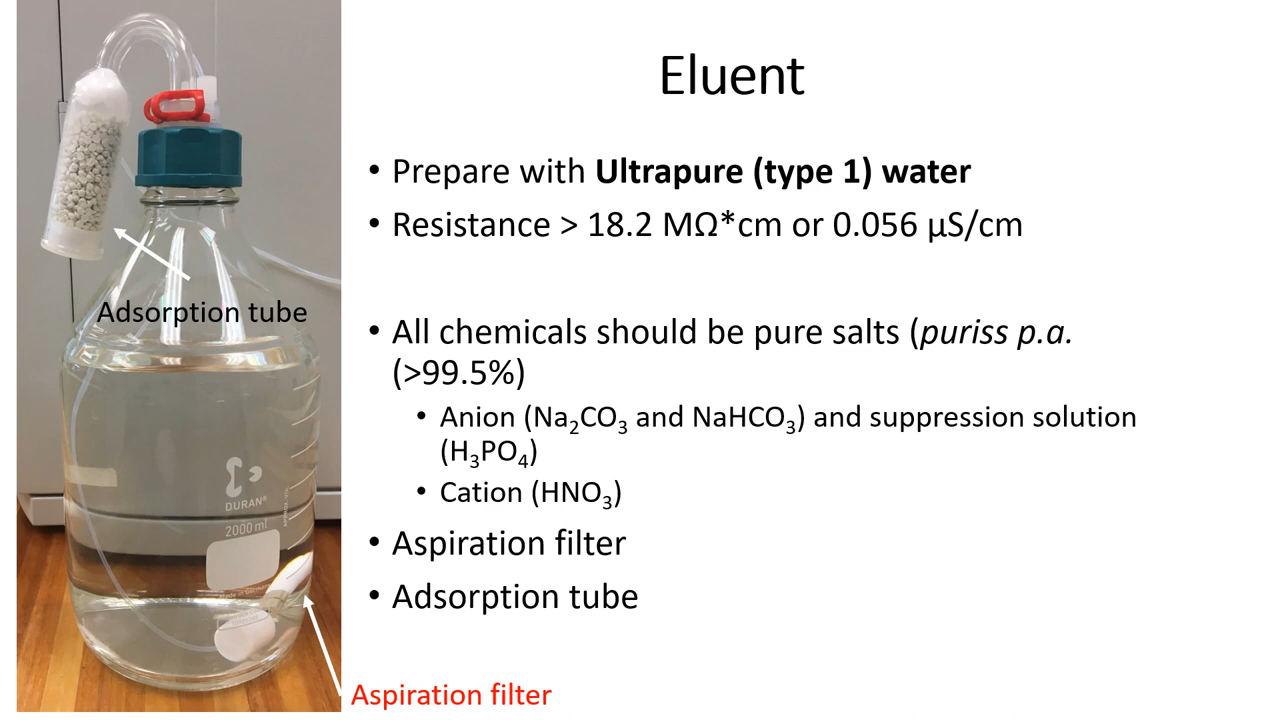 Eluent
• Prepare with Ultrapure (type 1) water
• Resistance > 18.2 MΩ*cm or 0.056 µS/cm
• All chemicals should be pure salts (puriss p.a.
(>99.5%)
• Anion (Na₂CO₃ and NaHCO₃) and suppression solution
(H₃PO₄)
• Cation (HNO₃)
• Aspiration filter
• Adsorption tube
Adsorption tube
DURAN®
2000 ml
Aspiration filter